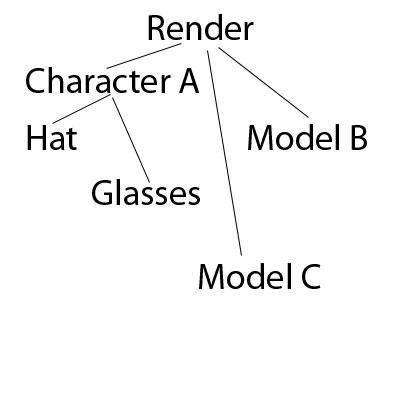 Render
Character A
Hat
Model B
Glasses
Model C